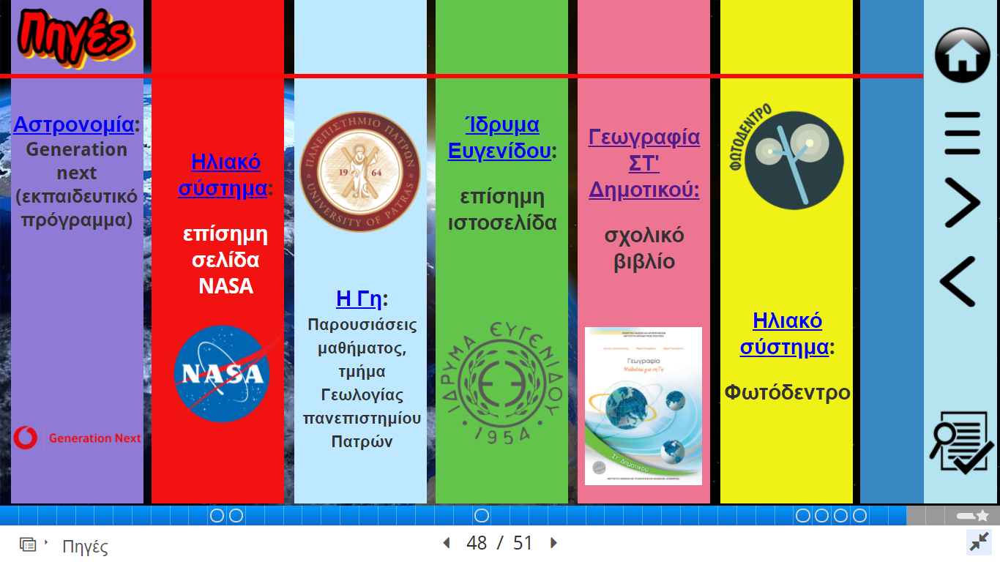 Πηγές
Αστρονομία:
Generation
next
(εκπαιδευτικό
πρόγραμμα)
Generation Next
Ηλιακό
σύστημα:
επίσημη
σελίδα
NASA
NASA
ΠΑΝΕΠΙΣΤΗΜΙΟ ΠΑΤΡΩΝ
19 64
UNIVERSITY OF PATRAS
Η Γη:
Παρουσιάσεις
μαθήματος,
τμήμα
Γεωλογίας
πανεπιστημίου
Πατρών
Ίδρυμα
Ευγενίδου:
επίσημη
ιστοσελίδα
ΙΔΡΥΜΑ ΕΥΓΕΝΙΔΟΥ
1954
Γεωγραφία
ΣΤ'
Δημοτικού:
σχολικό
βιβλίο
Γεωγραφία
Μαθαίνω για τη Γη
Στ' Δημοτικού
ΦΩΤΟΔΕΝΤΡΟ
Ηλιακό
σύστημα:
Φωτόδεντρο
Πηγές
48 / 51